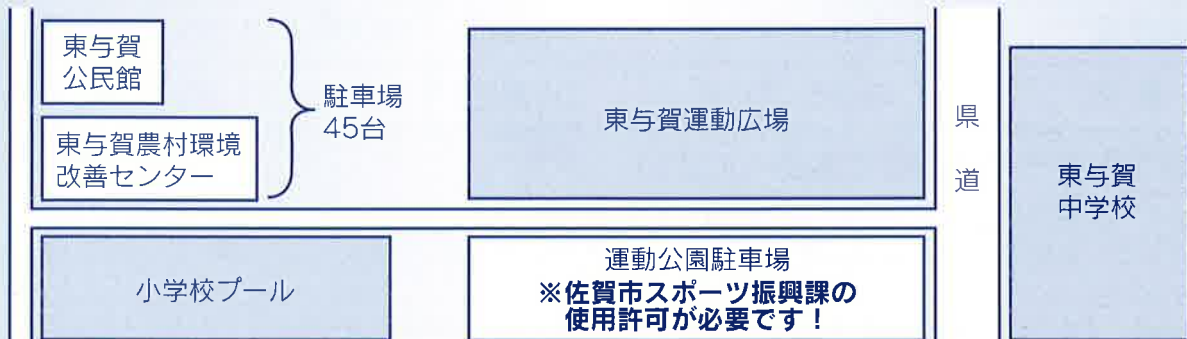 東与賀
公民館
東与賀農村環境
改善センター
駐車場
45台
東与賀運動広場
県
道
東与賀
中学校
小学校プール
運動公園駐車場
※佐賀市スポーツ振興課の
使用許可が必要です！